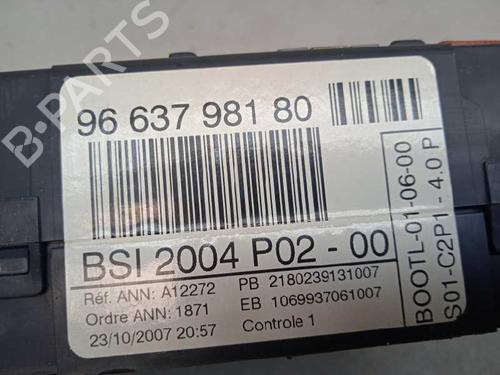 96 637 981 80
BSI 2004 P02 - 00
Réf. ANN: A12272
PB 2180239131007
Ordre ANN: 1871
EB 1069937061007
23/10/2007 20:57
Controle 1
BOOTL-01-06-00
S01-C2P1 - 4.0 P
B-PARTS